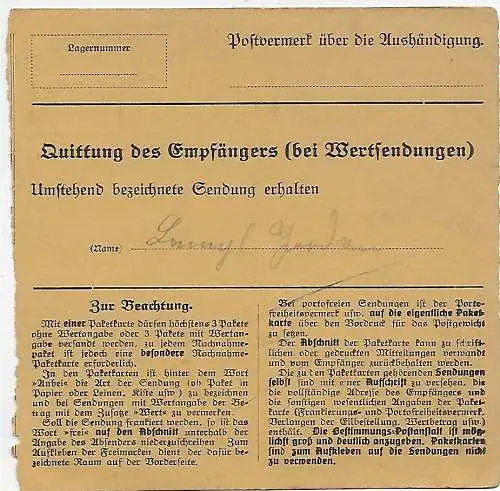 Lagernummer
Postvermerk über die Aushändigung.
Quittung des Empfängers (bei Wertsendungen)
Umstehend bezeichnete Sendung erhalten
(Name)
Zur Beachtung.
Mit einer Paketkarte dürfen höchstens 3 Pakete
ohne Wertangabe oder 3 Pakete mit Wertan-
gabe versandt werden, zu jedem Nachnahme-
paket ist jedoch eine besondere Nachnahme-
Paketkarte erforderlich.
In den Paketkarten ist hinter dem Wort
»Anbei« die Art der Sendung (ob Paket in
Papier oder Leinen, Kiste usw.) zu bezeichnen
und bei Sendungen mit Wertangabe der Be-
trag mit dem Zusatz »Wert« zu vermerken.
Soll die Sendung frankiert werden, so ist das
Wort »frei« auf den Abschnitt unterhalb der
Angabe des Absenders niederzuschreiben. Zum
Aufkleben der Freimarken dient der dafür be-
zeichnete Raum auf der Vorderseite.
Bei portofreien Sendungen ist der Porto-
freiheitsvermerk usw. auf die eigentliche Paket-
karte über den Vordruck für das Postgewicht
zu setzen.
Der Abschnitt der Paketkarte kann zu schrift-
lichen oder gedruckten Mitteilungen verwandt
und vom Empfänger zurückbehalten werden.
Die zu den Paketkarten gehörenden Sendungen
selbst sind mit einer Aufschrift zu versehen, die
die vollständige Adresse des Empfängers und
die sonstigen wesentlichen Angaben der Paket-
karte (Frankierungs- und Portofreiheitsvermerk,
Verlangen der Eilbestellung, Wertbetrag usw.)
enthält. Die Bestimmungs-Postanstalt ist mög-
lichst groß und deutlich anzugeben. Paketkarten
sind zum Aufkleben auf die Sendungen nicht
zu verwenden.